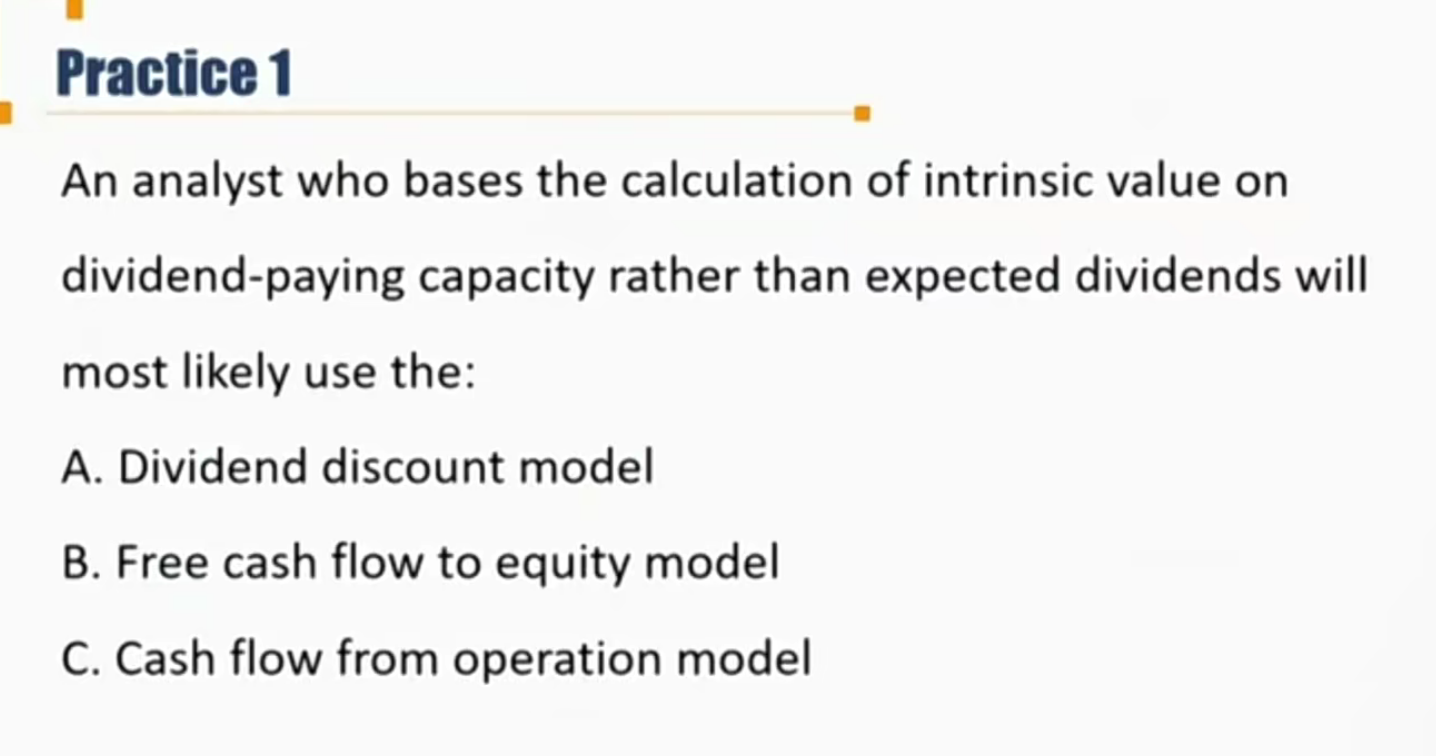 Practice 1
An analyst who bases the calculation of intrinsic value on
dividend-paying capacity rather than expected dividends will
most likely use the:
A. Dividend discount model
B. Free cash flow to equity model
C. Cash flow from operation model